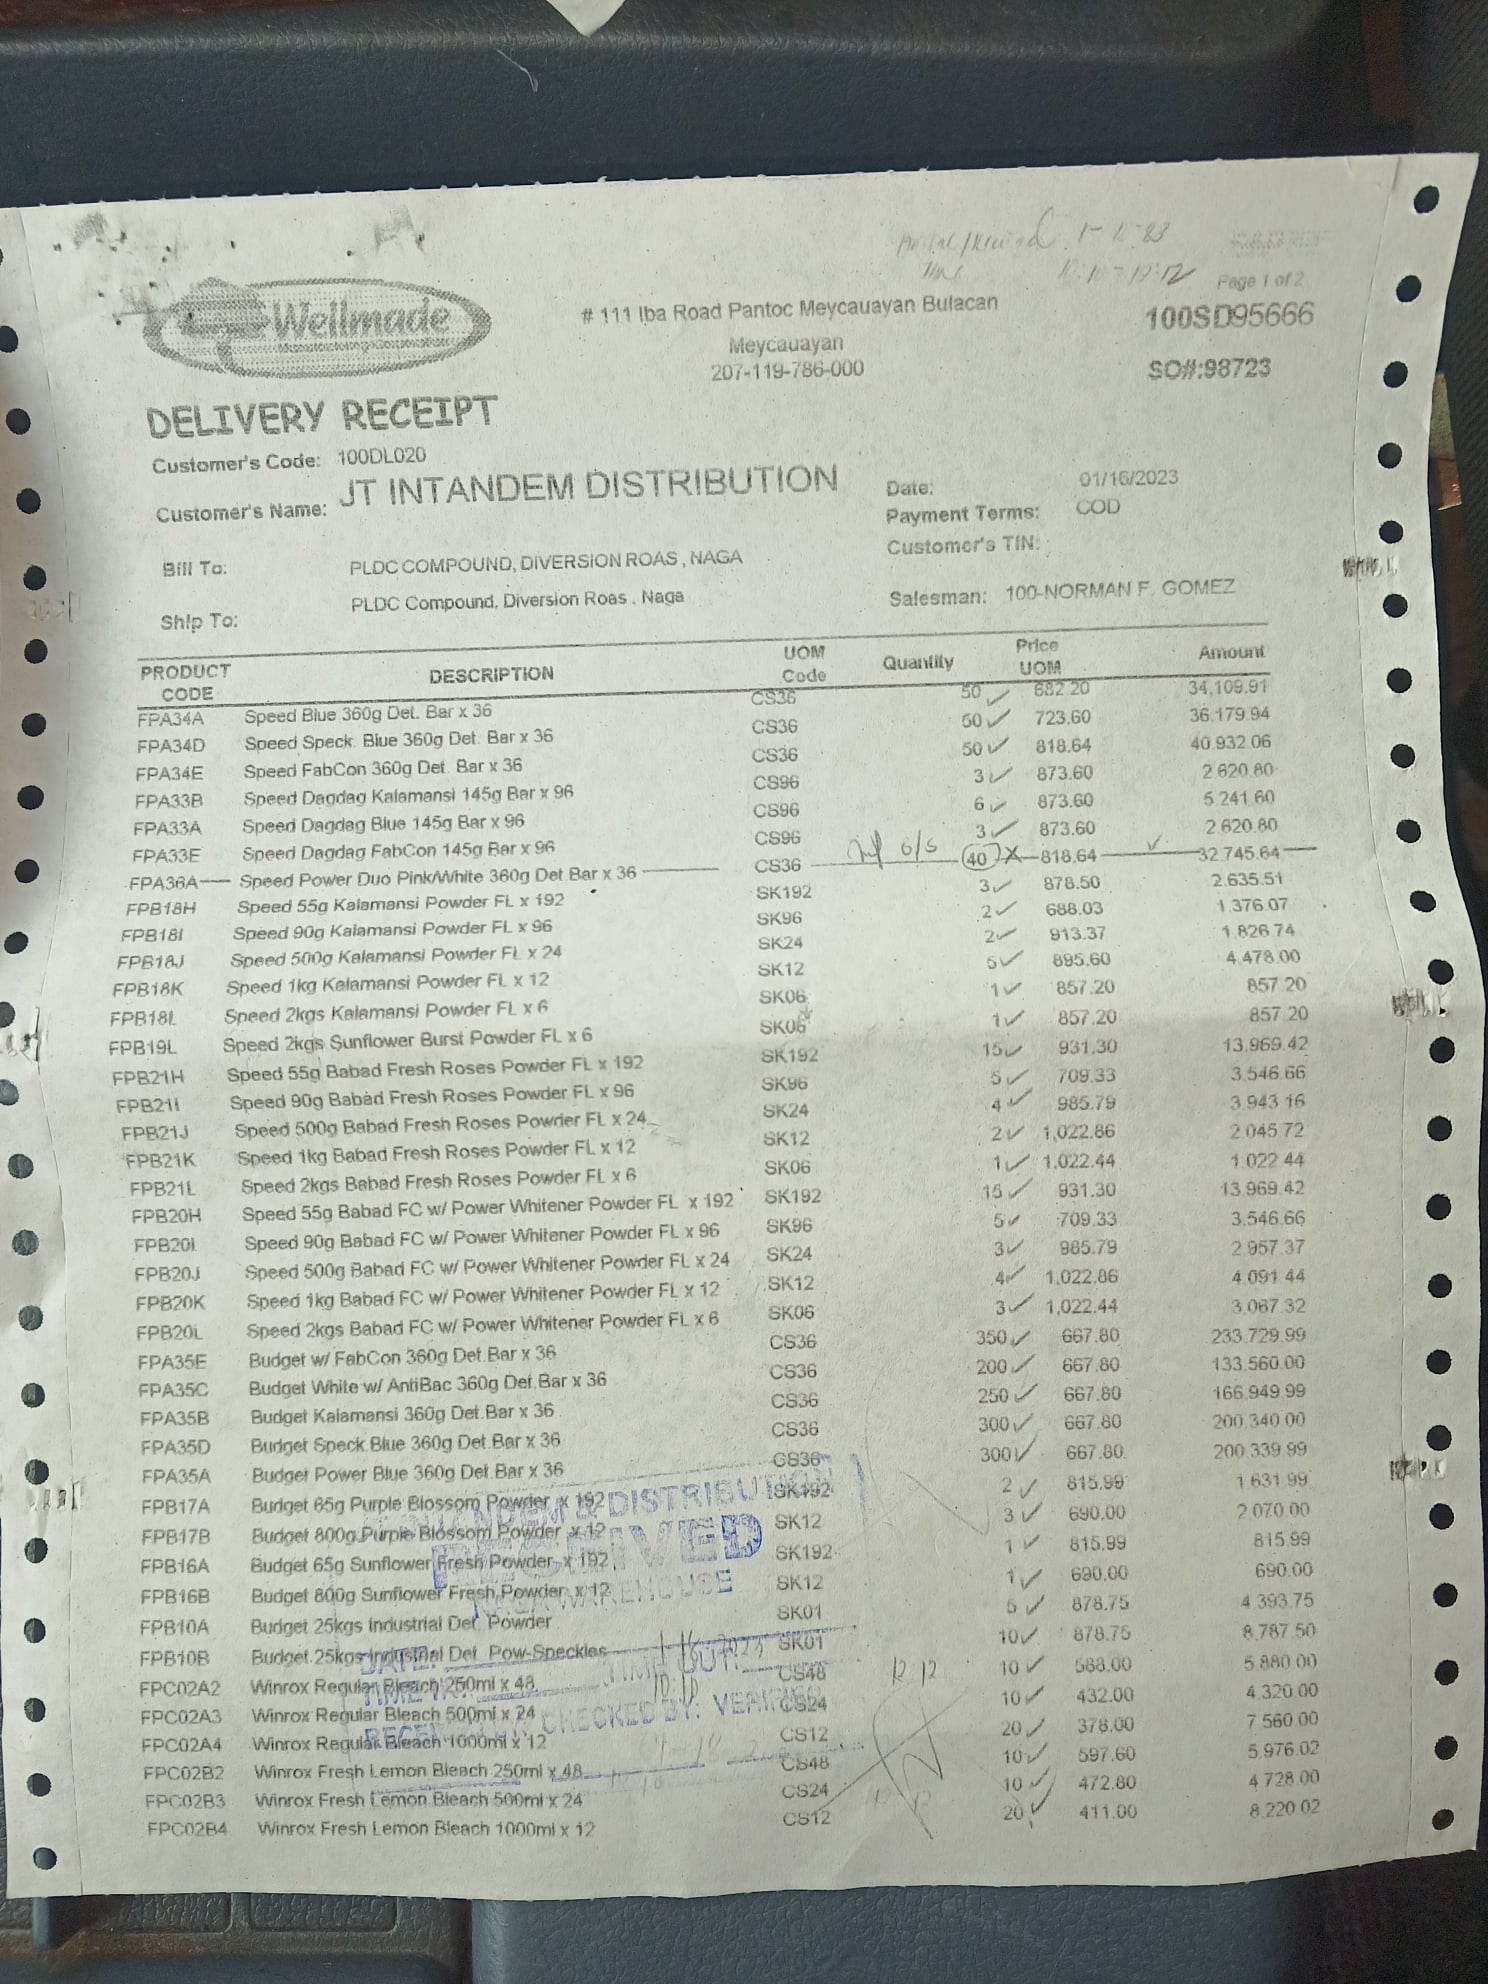 Page 1 of 2
Wellmade
# 111 Iba Road Pantoc Meycauayan Bulacan
Meycauayan
207-119-786-000
100SD95666
SO#:98723
DELIVERY RECEIPT
Customer's Code: 100DL020
Customer's Name: JT INTANDEM DISTRIBUTION
Date: 01/16/2023
Payment Terms: COD
Customer's TIN:
Bill To: PLDC COMPOUND, DIVERSION ROAS , NAGA
Ship To: PLDC Compound, Diversion Roas , Naga
Salesman: 100-NORMAN F. GOMEZ
PRODUCT CODE DESCRIPTION UOM Code Quantity Price UOM Amount
FPA34A Speed Blue 360g Det. Bar x 36 CS36 50 682.20 34,109.91
FPA34D Speed Speck. Blue 360g Det. Bar x 36 CS36 50 723.60 36,179.94
FPA34E Speed FabCon 360g Det. Bar x 36 CS36 50 818.64 40,932.06
FPA33B Speed Dagdag Kalamansi 145g Bar x 96 CS96 3 873.60 2,620.80
FPA33A Speed Dagdag Blue 145g Bar x 96 CS96 6 873.60 5,241.60
FPA33E Speed Dagdag FabCon 145g Bar x 96 CS96 3 873.60 2,620.80
FPA36A Speed Power Duo Pink/White 360g Det.Bar x 36 CS36 o/s 40 818.64 32,745.64
FPB18H Speed 55g Kalamansi Powder FL x 192 SK192 3 878.50 2,635.51
FPB18I Speed 90g Kalamansi Powder FL x 96 SK96 2 688.03 1,376.07
FPB18J Speed 500g Kalamansi Powder FL x 24 SK24 2 913.37 1,826.74
FPB18K Speed 1kg Kalamansi Powder FL x 12 SK12 5 895.60 4,478.00
FPB18L Speed 2kgs Kalamansi Powder FL x 6 SK06 1 857.20 857.20
FPB19L Speed 2kgs Sunflower Burst Powder FL x 6 SK06 1 857.20 857.20
FPB21H Speed 55g Babad Fresh Roses Powder FL x 192 SK192 15 931.30 13,969.42
FPB21I Speed 90g Babad Fresh Roses Powder FL x 96 SK96 5 709.33 3,546.66
FPB21J Speed 500g Babad Fresh Roses Powder FL x 24 SK24 4 985.79 3,943.16
FPB21K Speed 1kg Babad Fresh Roses Powder FL x 12 SK12 2 1,022.86 2,045.72
FPB21L Speed 2kgs Babad Fresh Roses Powder FL x 6 SK06 1 1,022.44 1,022.44
FPB20H Speed 55g Babad FC w/ Power Whitener Powder FL x 192 SK192 15 931.30 13,969.42
FPB20I Speed 90g Babad FC w/ Power Whitener Powder FL x 96 SK96 5 709.33 3,546.66
FPB20J Speed 500g Babad FC w/ Power Whitener Powder FL x 24 SK24 3 985.79 2,957.37
FPB20K Speed 1kg Babad FC w/ Power Whitener Powder FL x 12 SK12 4 1,022.86 4,091.44
FPB20L Speed 2kgs Babad FC w/ Power Whitener Powder FL x 6 SK06 3 1,022.44 3,067.32
FPA35E Budget w/ FabCon 360g Det.Bar x 36 CS36 350 667.80 233,729.99
FPA35C Budget White w/ AntiBac 360g Det.Bar x 36 CS36 200 667.80 133,560.00
FPA35B Budget Kalamansi 360g Det.Bar x 36 CS36 250 667.80 166,949.99
FPA35D Budget Speck.Blue 360g Det.Bar x 36 CS36 300 667.80 200,340.00
FPA35A Budget Power Blue 360g Det.Bar x 36 CS36 300 667.80 200,339.99
FPB17A Budget 65g Purple Blossom Powder x 192 SK192 2 815.99 1,631.99
FPB17B Budget 800g Purple Blossom Powder x 12 SK12 3 690.00 2,070.00
FPB16A Budget 65g Sunflower Fresh Powder x 192 SK192 1 815.99 815.99
FPB16B Budget 800g Sunflower Fresh Powder x 12 SK12 1 690.00 690.00
FPB10A Budget 25kgs Industrial Det. Powder SK01 5 878.75 4,393.75
FPB10B Budget 25kgs Industrial Det. Pow-Speckles SK01 10 878.75 8,787.50
FPC02A2 Winrox Regular Bleach 250ml x 48 CS48 10 588.00 5,880.00
FPC02A3 Winrox Regular Bleach 500ml x 24 CS24 10 432.00 4,320.00
FPC02A4 Winrox Regular Bleach 1000ml x 12 CS12 20 378.00 7,560.00
FPC02B2 Winrox Fresh Lemon Bleach 250ml x 48 CS48 10 597.60 5,976.02
FPC02B3 Winrox Fresh Lemon Bleach 500ml x 24 CS24 10 472.80 4,728.00
FPC02B4 Winrox Fresh Lemon Bleach 1000ml x 12 CS12 20 411.00 8,220.02
INTANDEM & DISTRIBUTION
RECEIVED
NAGA WAREHOUSE
DATE:
TIME IN: 10:10 TIME OUT: 12 12
CHECKED BY: VERIFIED